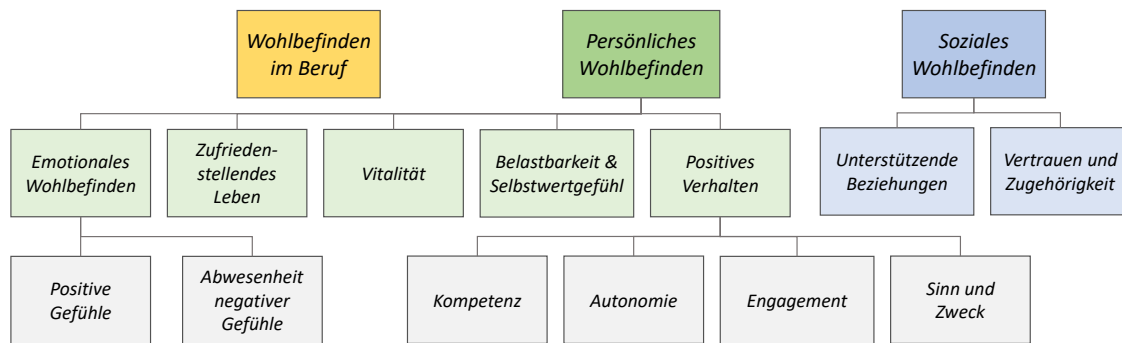 Wohlbefinden
im Beruf
Persönliches
Wohlbefinden
Soziales
Wohlbefinden
Emotionales
Wohlbefinden
Zufrieden-
stellendes
Leben
Vitalität
Belastbarkeit &
Selbstwertgefühl
Positives
Verhalten
Unterstützende
Beziehungen
Vertrauen und
Zugehörigkeit
Positive
Gefühle
Abwesenheit
negativer
Gefühle
Kompetenz
Autonomie
Engagement
Sinn und
Zweck